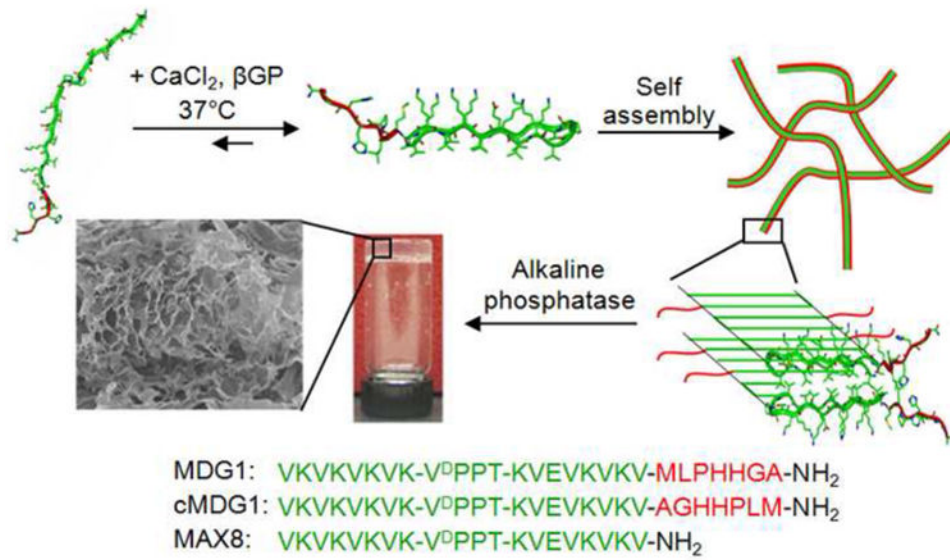 + CaCl₂, βGP
37°C
Self
assembly
Alkaline
phosphatase
MDG1: VKVKVKVK-VᴰPPT-KVEVKVKV-MLPHHGA-NH₂
cMDG1: VKVKVKVK-VᴰPPT-KVEVKVKV-AGHHPLM-NH₂
MAX8: VKVKVKVK-VᴰPPT-KVEVKVKV-NH₂